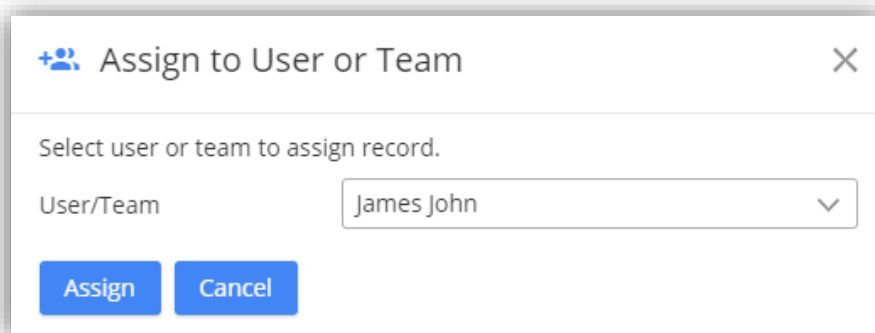 Assign to User or Team
Select user or team to assign record.
User/Team James John
Assign Cancel